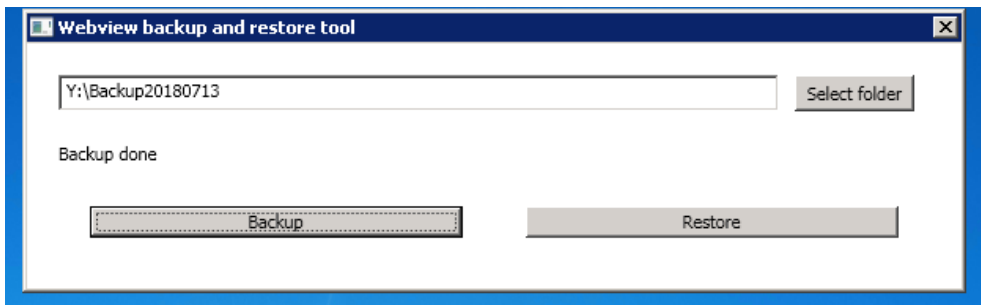 Webview backup and restore tool
Y:\Backup20180713
Select folder
Backup done
Backup
Restore